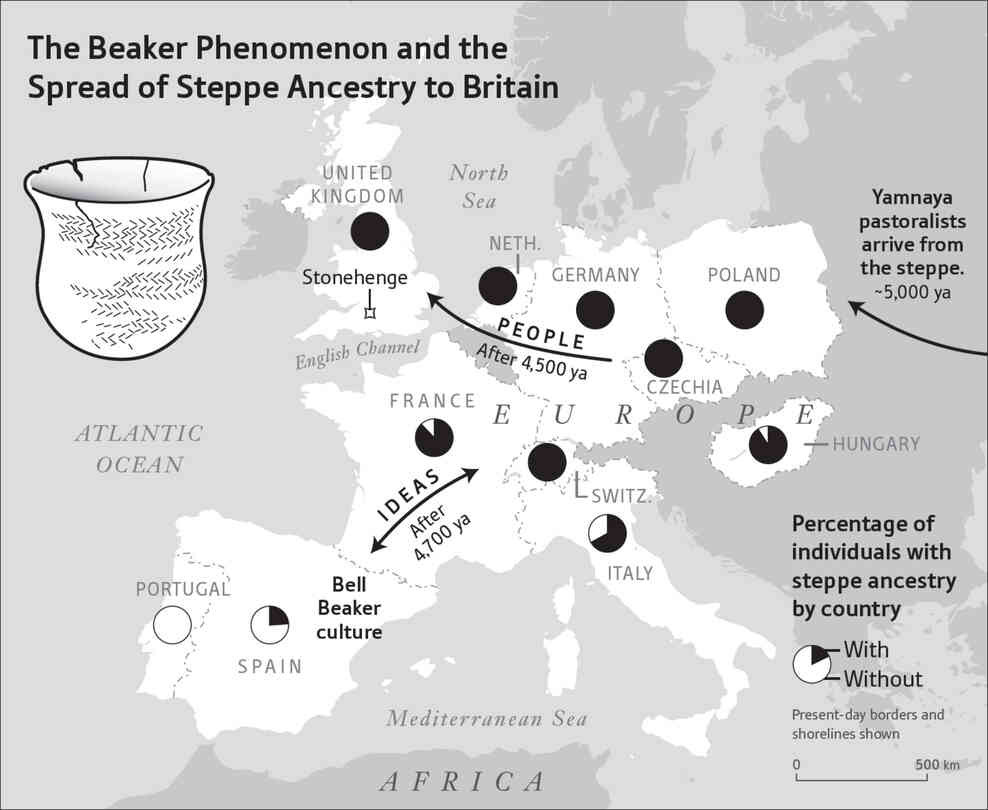 The Beaker Phenomenon and the
Spread of Steppe Ancestry to Britain
UNITED
KINGDOM
North
Sea
Yamnaya
pastoralists
arrive from
the steppe.
~5,000 ya
NETH.
GERMANY
POLAND
Stonehenge
PEOPLE
After 4,500 ya
English Channel
CZECHIA
FRANCE
EUROPE
ATLANTIC
OCEAN
HUNGARY
IDEAS
After
4,700 ya
SWITZ.
ITALY
Percentage of
individuals with
steppe ancestry
by country
With
Without
PORTUGAL
Bell
Beaker
culture
SPAIN
Mediterranean Sea
Present-day borders and
shorelines shown
0 500 km
AFRICA